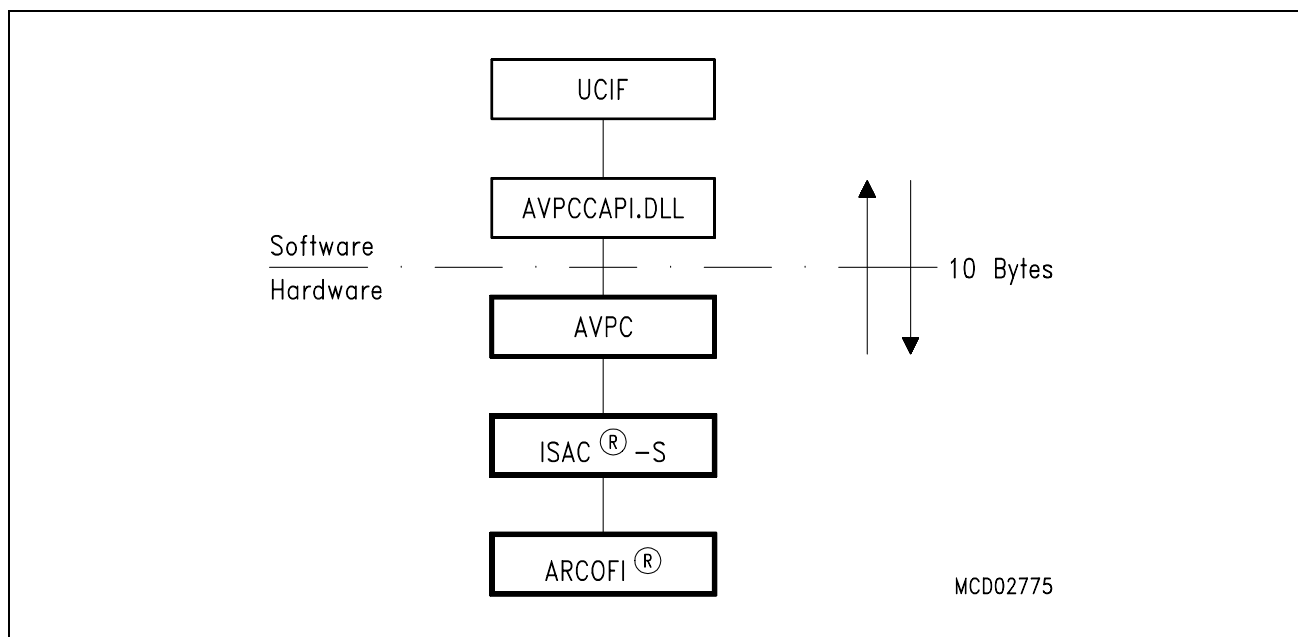 UCIF
AVPCCAPI.DLL
Software
Hardware
10 Bytes
AVPC
ISAC®-S
ARCOFI®
MCD02775